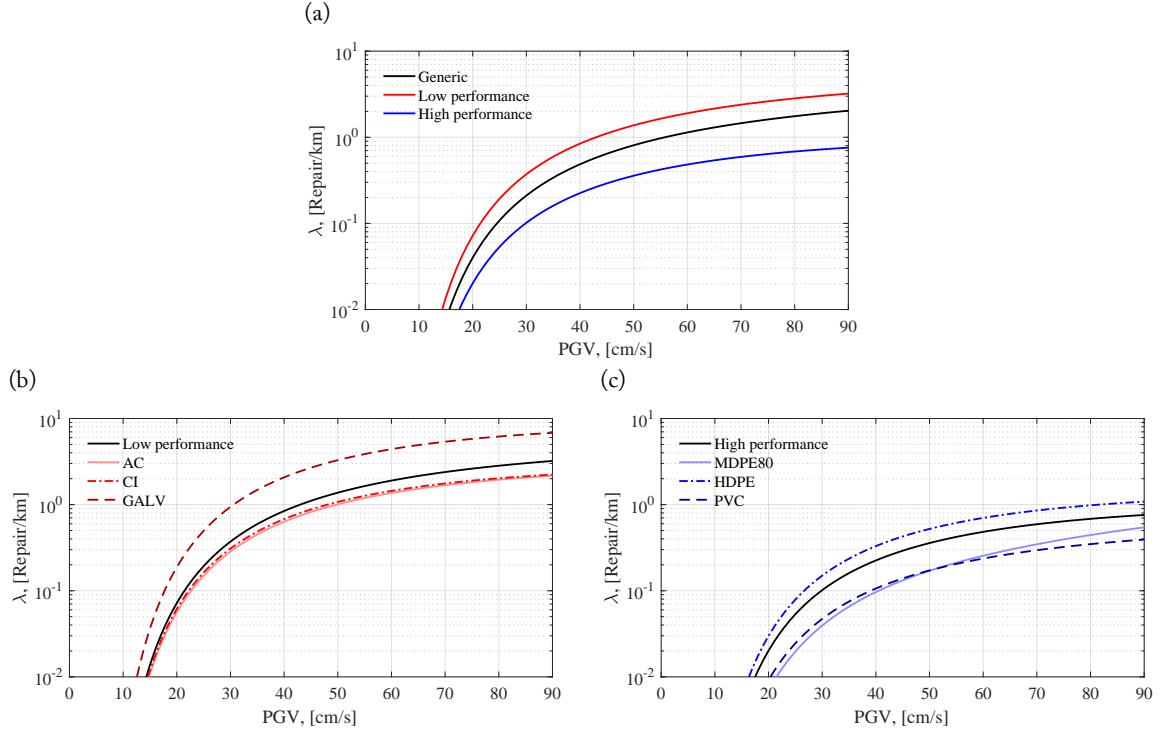 (a)
10^1
10^0
10^-1
10^-2
λ, [Repair/km]
Generic
Low performance
High performance
0 10 20 30 40 50 60 70 80 90
PGV, [cm/s]
(b)
10^1
10^0
10^-1
10^-2
λ, [Repair/km]
Low performance
AC
CI
GALV
0 10 20 30 40 50 60 70 80 90
PGV, [cm/s]
(c)
10^1
10^0
10^-1
10^-2
λ, [Repair/km]
High performance
MDPE80
HDPE
PVC
0 10 20 30 40 50 60 70 80 90
PGV, [cm/s]